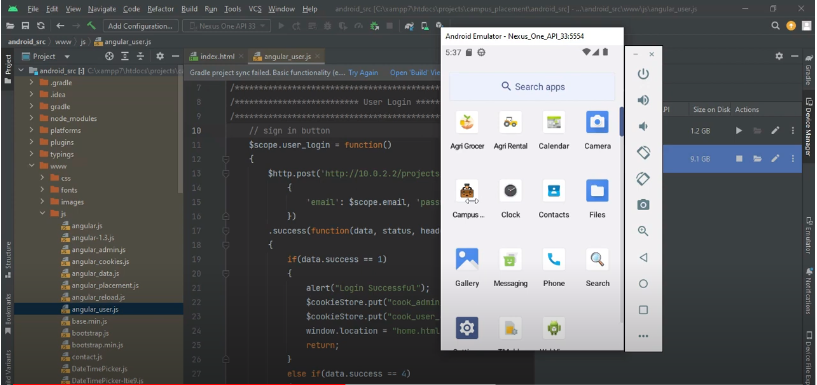 File Edit View Navigate Code Refactor Build Run Tools VCS Window Help android_src [C:\xampp7\htdocs\projects\campus_placement\android_src] - ...\www\js\angular_user.js
Add Configuration... Nexus One API 33
android_src www js angular_user.js
Project
index.html angular_user.js
Gradle project sync failed. Basic functionality (e.... Try Again Open 'Build' Vie
android_src [C:\xampp7\htdocs\projects\
.gradle
.idea
gradle
node_modules
platforms
plugins
typings
www
css
fonts
images
js
angular.js
angular-1.3.js
angular_admin.js
angular_cookies.js
angular_data.js
angular_placement.js
angular_reload.js
angular_user.js
base.min.js
bootstrap.js
bootstrap.min.js
contact.js
DateTimePicker.js
DateTimePicker-ltie9.js
Project
Structure
Bookmarks
Build Variants
7
8 User Login
9
10 // sign in button
11 $scope.user_login = function()
12 {
13 $http.post('http://10.0.2.2/projects
14 {
15 'email': $scope.email, 'pas
16 })
17 .success(function(data, status, head
18 {
19 if(data.success == 1)
20 {
21 alert("Login Successful");
22 $cookieStore.put("cook_admi
23 $cookieStore.put("cook_user_
24 window.location = "home.html
25 return;
26 }
27 else if(data.success == 4)
Android Emulator - Nexus_One_API_33:5554
5:37
Search apps
Agri Grocer Agri Rental Calendar Camera
Campus ... Clock Contacts Files
Gallery Messaging Phone Search
API Size on Disk Actions
1.2 GB
9.1 GB
Gradle
Device Manager
Emulator
Notifications
Device File Exp